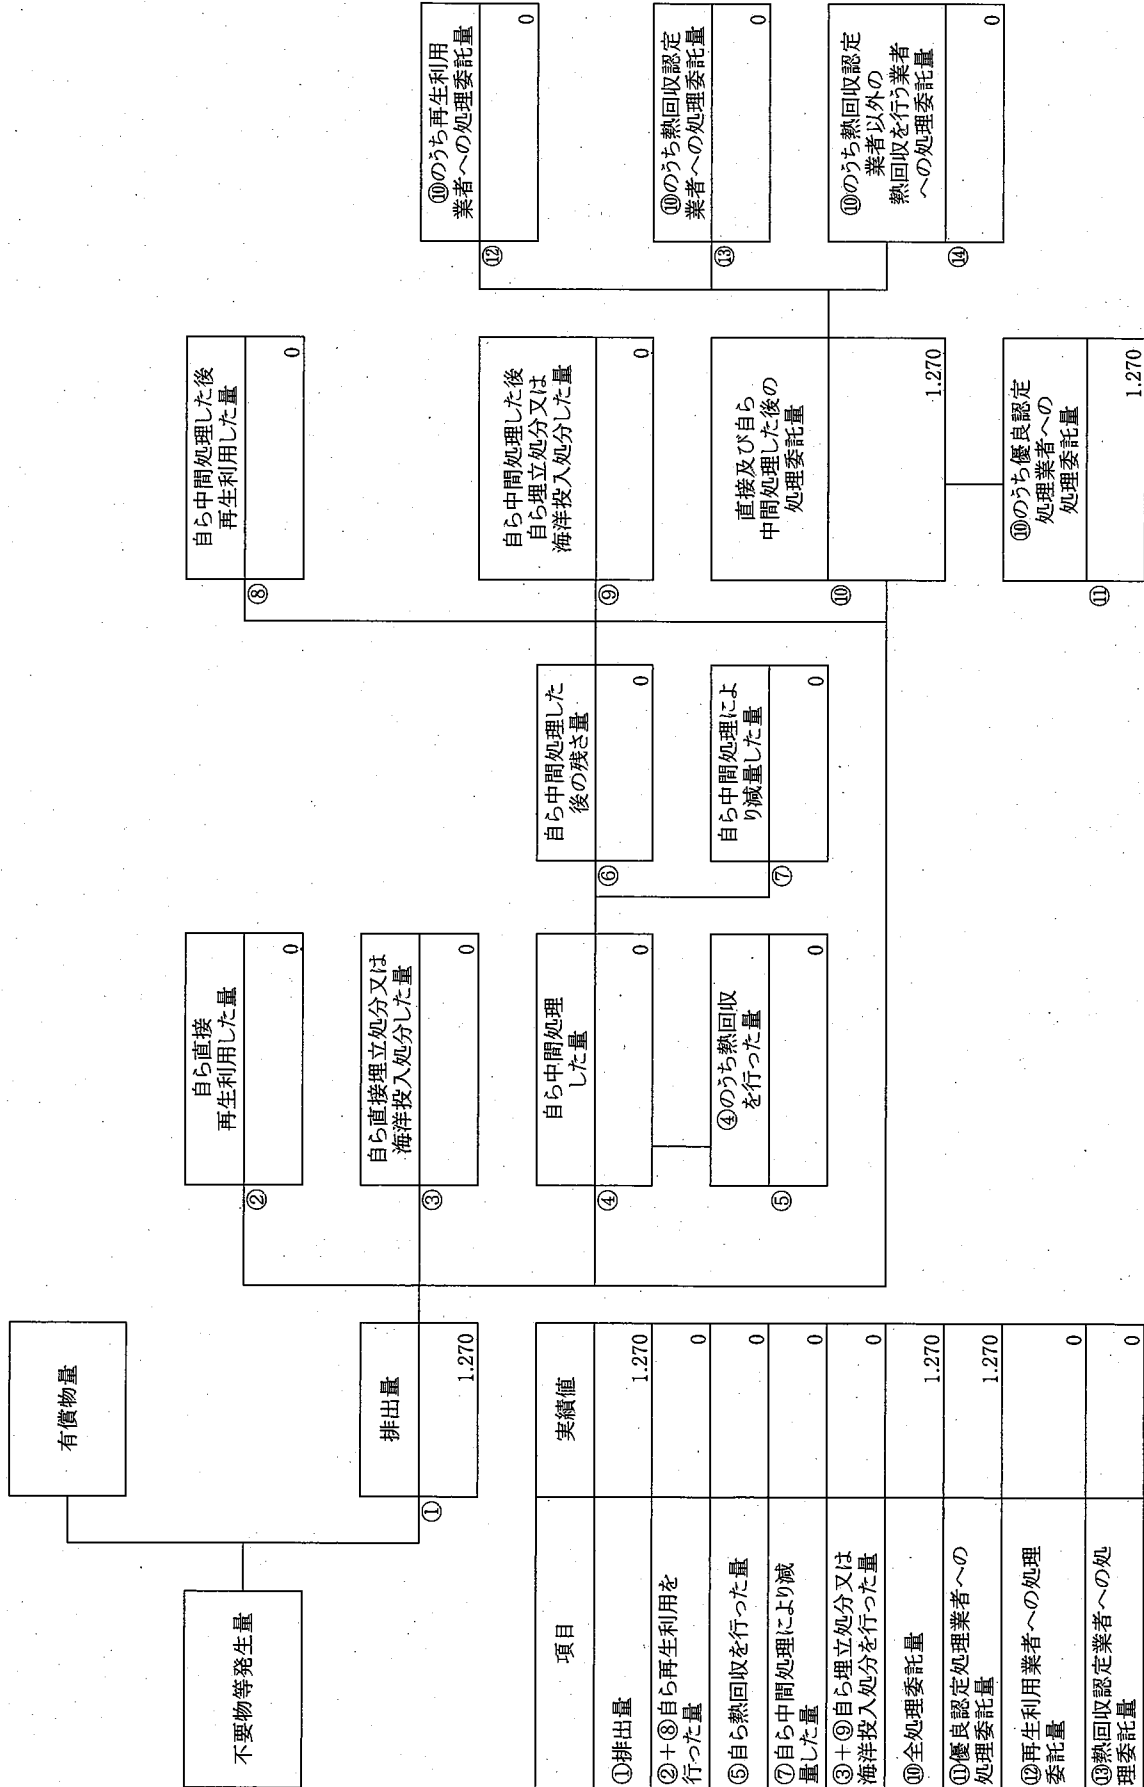 有償物量
不要物等発生量
排出量
①
1.270
自ら直接
再生利用した量
②
0
自ら直接埋立処分又は
海洋投入処分した量
③
0
自ら中間処理
した量
④
0
④のうち熱回収
を行った量
⑤
0
自ら中間処理した
後の残さ量
⑥
0
自ら中間処理によ
り減量した量
⑦
0
自ら中間処理した後
再生利用した量
⑧
0
自ら中間処理した後
自ら埋立処分又は
海洋投入処分した量
⑨
0
直接及び自ら
中間処理した後の
処理委託量
⑩
1.270
⑩のうち優良認定
処理業者への
処理委託量
⑪
1.270
⑩のうち再生利用
業者への処理委託量
⑫
0
⑩のうち熱回収認定
業者への処理委託量
⑬
0
⑩のうち熱回収認定
業者以外の
熱回収を行う業者
への処理委託量
⑭
0
項目 実績値
①排出量 1.270
②+⑧自ら再生利用を
行った量 0
⑤自ら熱回収を行った量 0
⑦自ら中間処理により減
量した量 0
③+⑨自ら埋立処分又は
海洋投入処分を行った量 0
⑩全処理委託量 1.270
⑪優良認定処理業者への
処理委託量 1.270
⑫再生利用業者への処理
委託量 0
⑬熱回収認定業者への処
理委託量 0